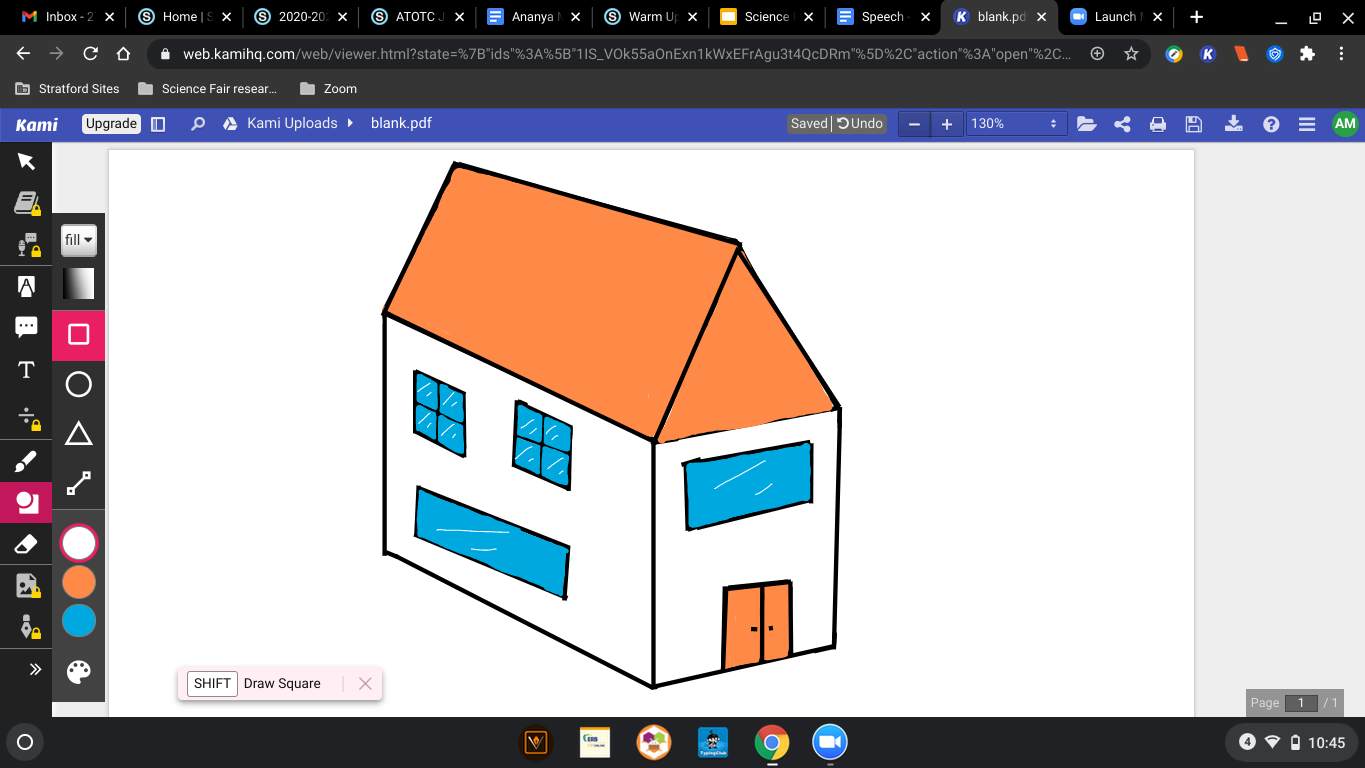 Inbox - 2
Home | S
2020-202
ATOTC J
Ananya M
Warm Up
Science
Speech -
blank.pd
Launch M
web.kamihq.com/web/viewer.html?state=%7B"ids"%3A%5B"1IS_VOk55aOnExn1kWxEFrAgu3t4QcDRm"%5D%2C"action"%3A"open"%2C...
Stratford Sites
Science Fair resear...
Zoom
Kami
Upgrade
Kami Uploads
blank.pdf
Saved | Undo
130%
AM
fill
T
SHIFT Draw Square
Page 1 / 1
ERB
TypingClub
4
10:45